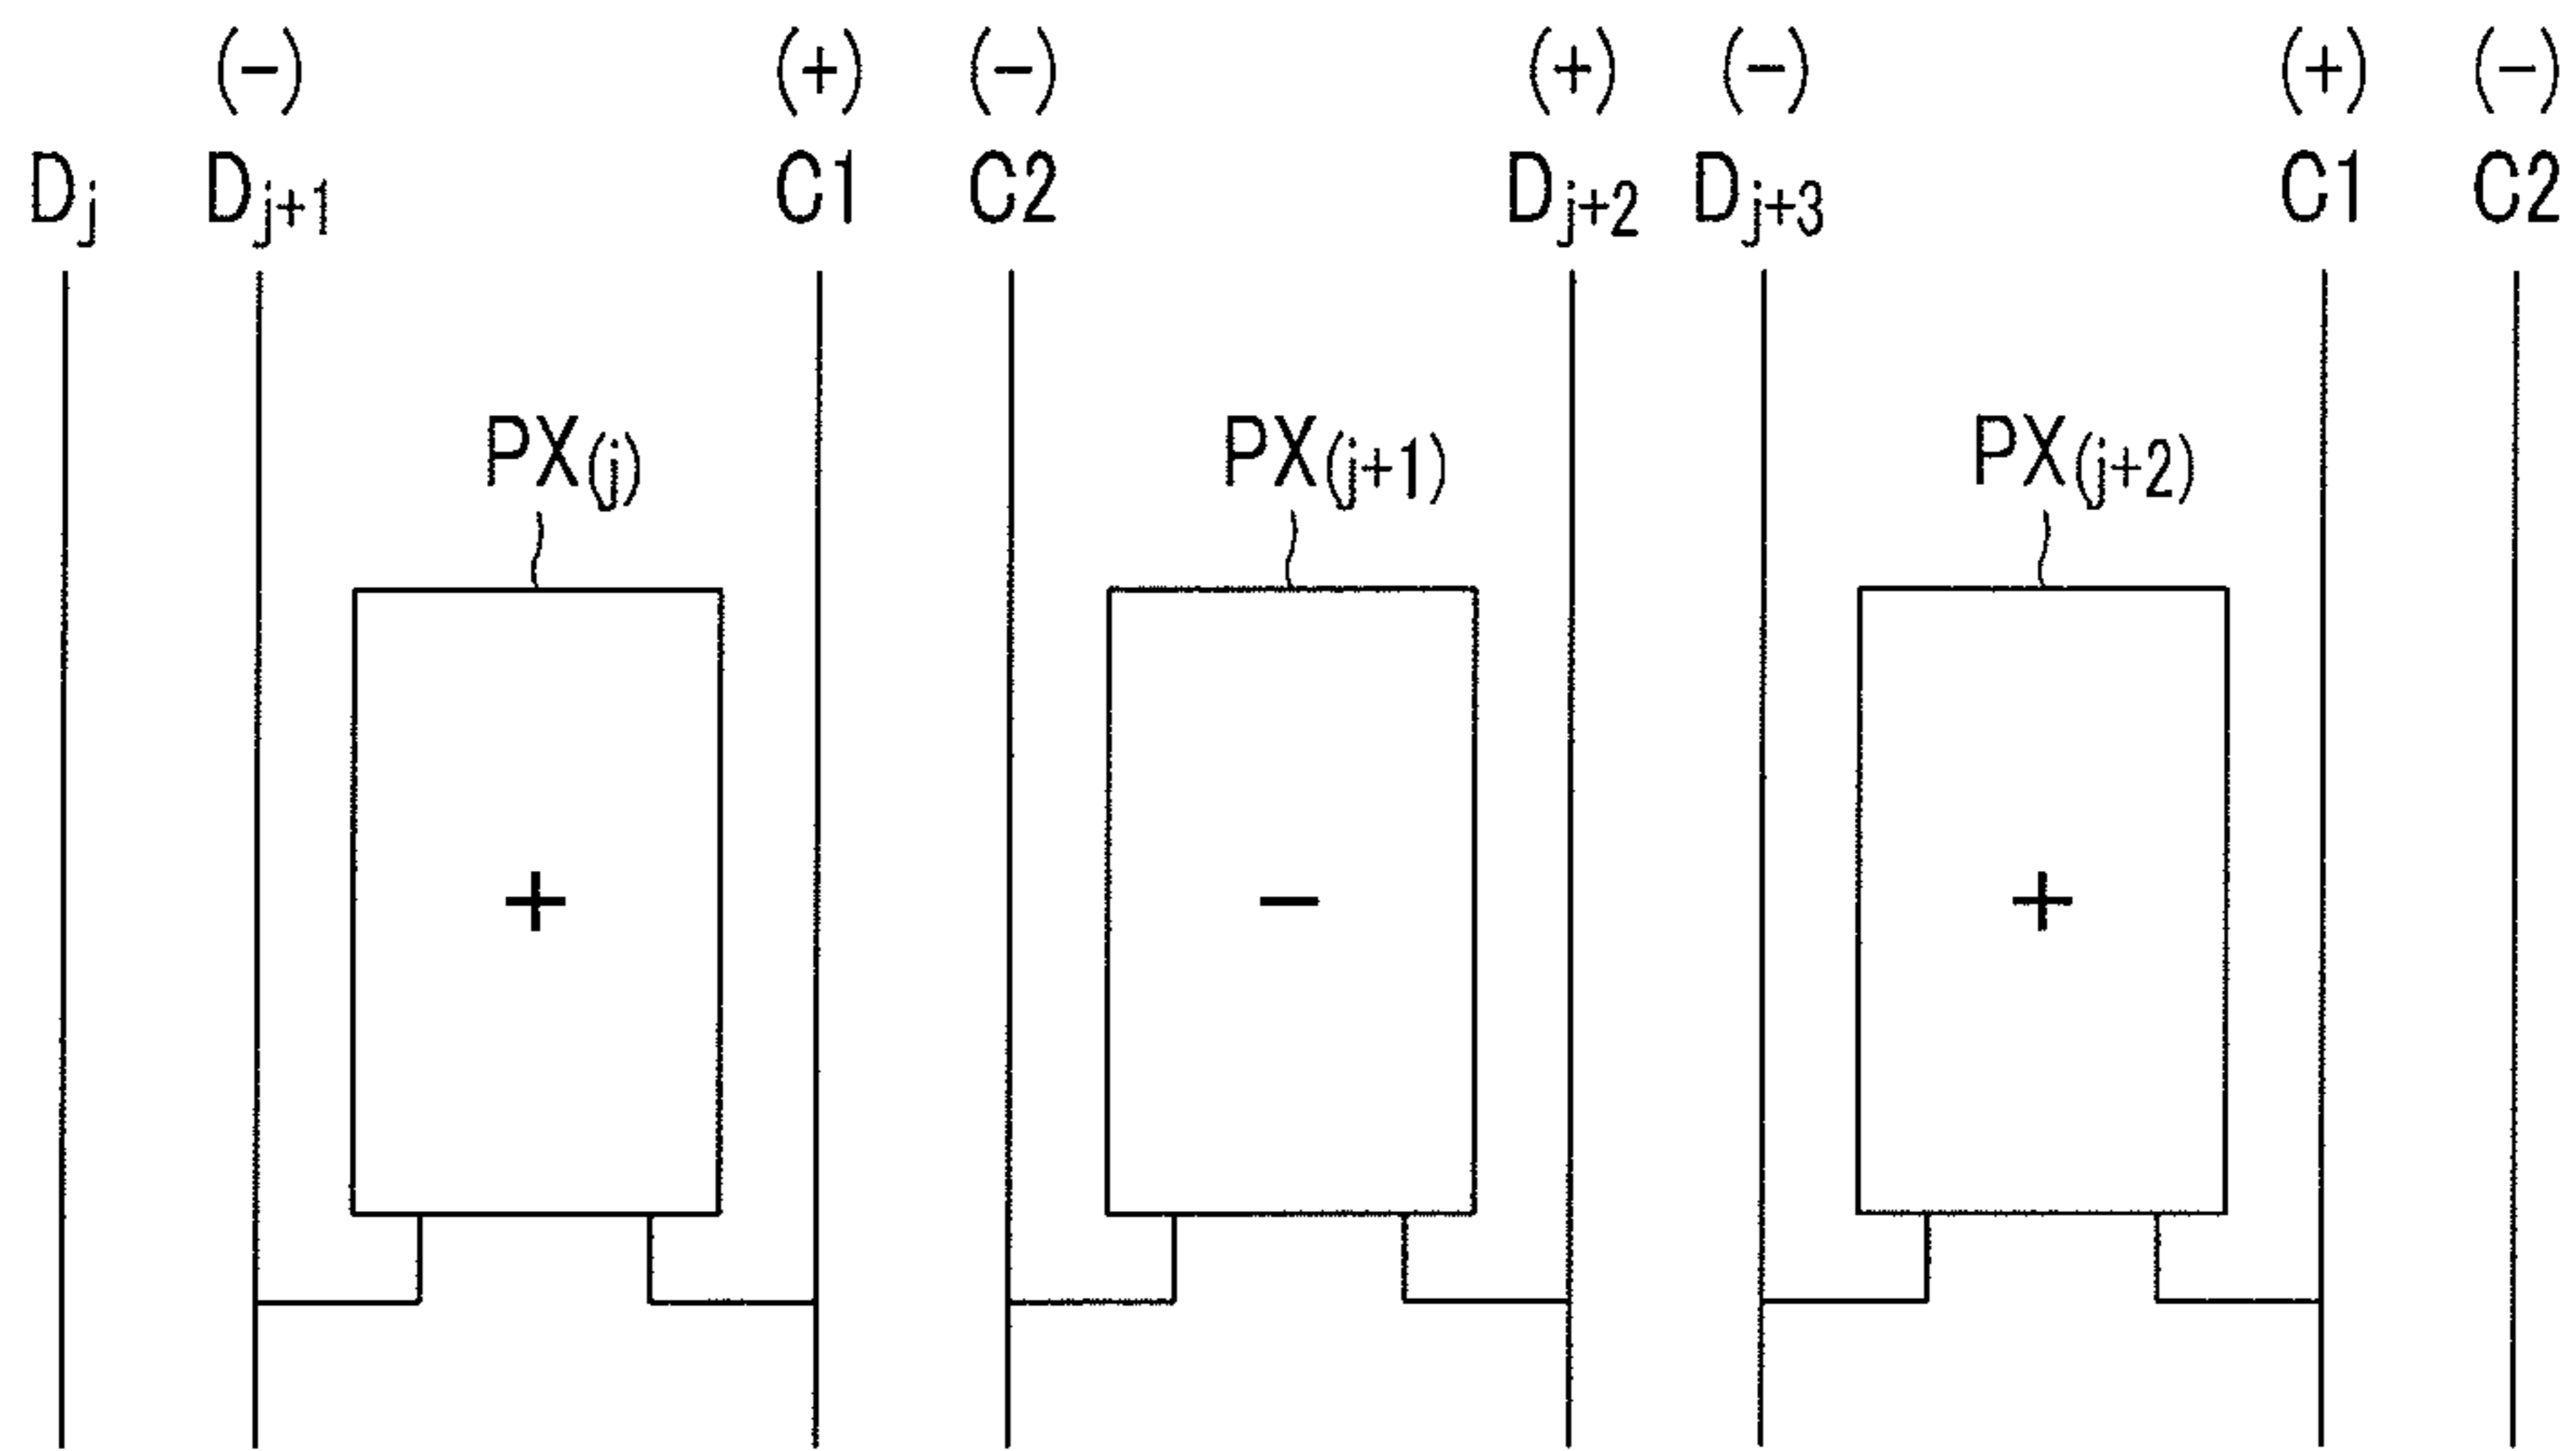 (−) (+) (−) (+) (−) (+) (−)
Dj Dj+1 C1 C2 Dj+2 Dj+3 C1 C2
PX(j) PX(j+1) PX(j+2)
+ − +